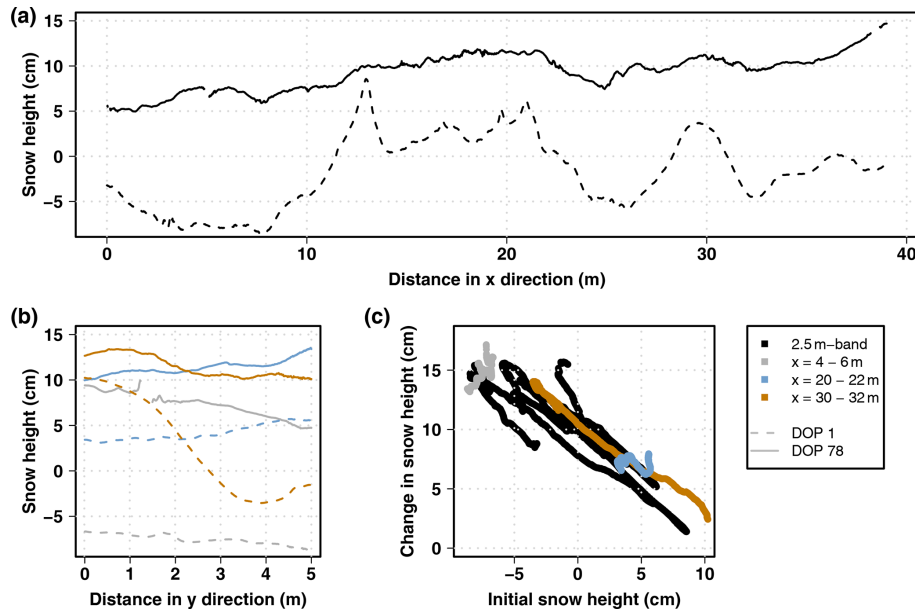 (a)
Snow height (cm)
15
10
5
0
−5
0
10
20
30
40
Distance in x direction (m)
(b)
Snow height (cm)
15
10
5
0
−5
0
1
2
3
4
5
Distance in y direction (m)
(c)
Change in snow height (cm)
15
10
5
0
−5
0
5
10
Initial snow height (cm)
2.5 m−band
x = 4 − 6 m
x = 20 − 22 m
x = 30 − 32 m
DOP 1
DOP 78